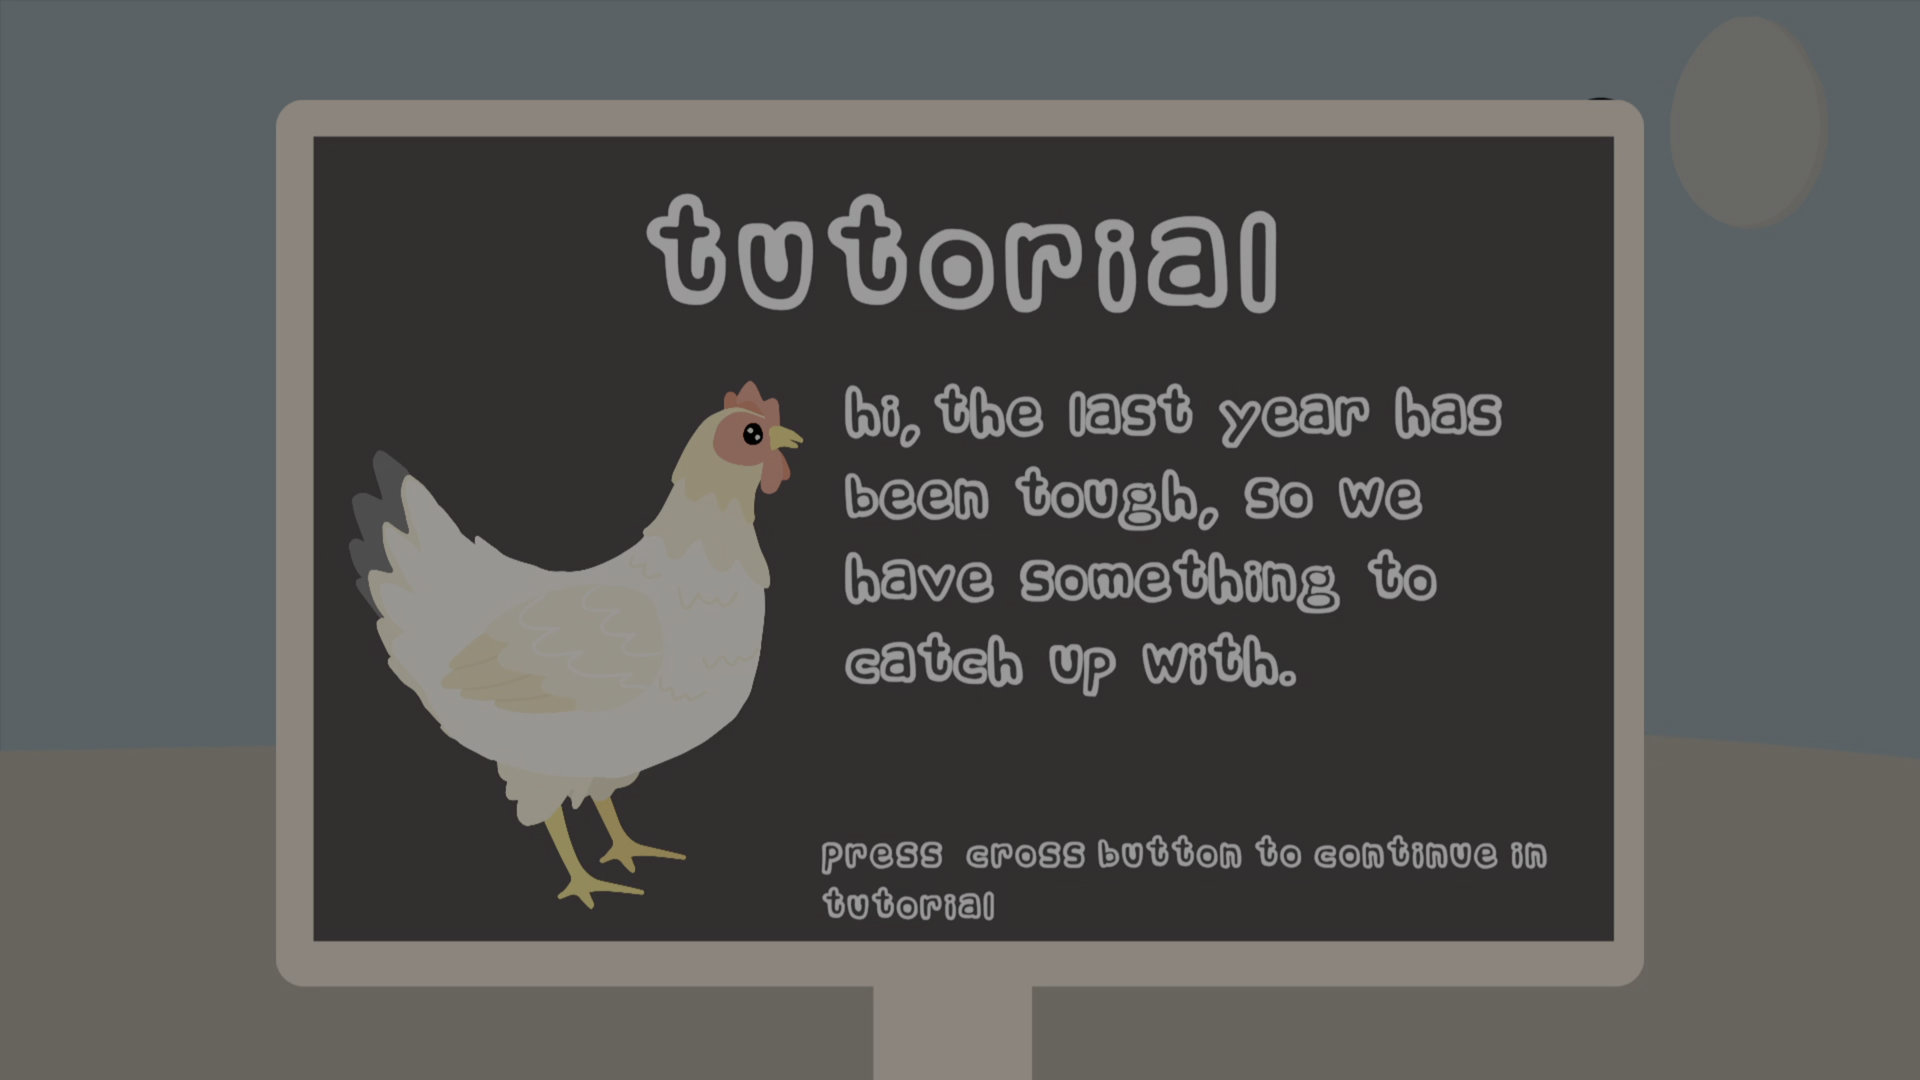 tutorial
hi, the last year has
been tough, so we
have something to
catch up with.
press cross button to continue in
tutorial